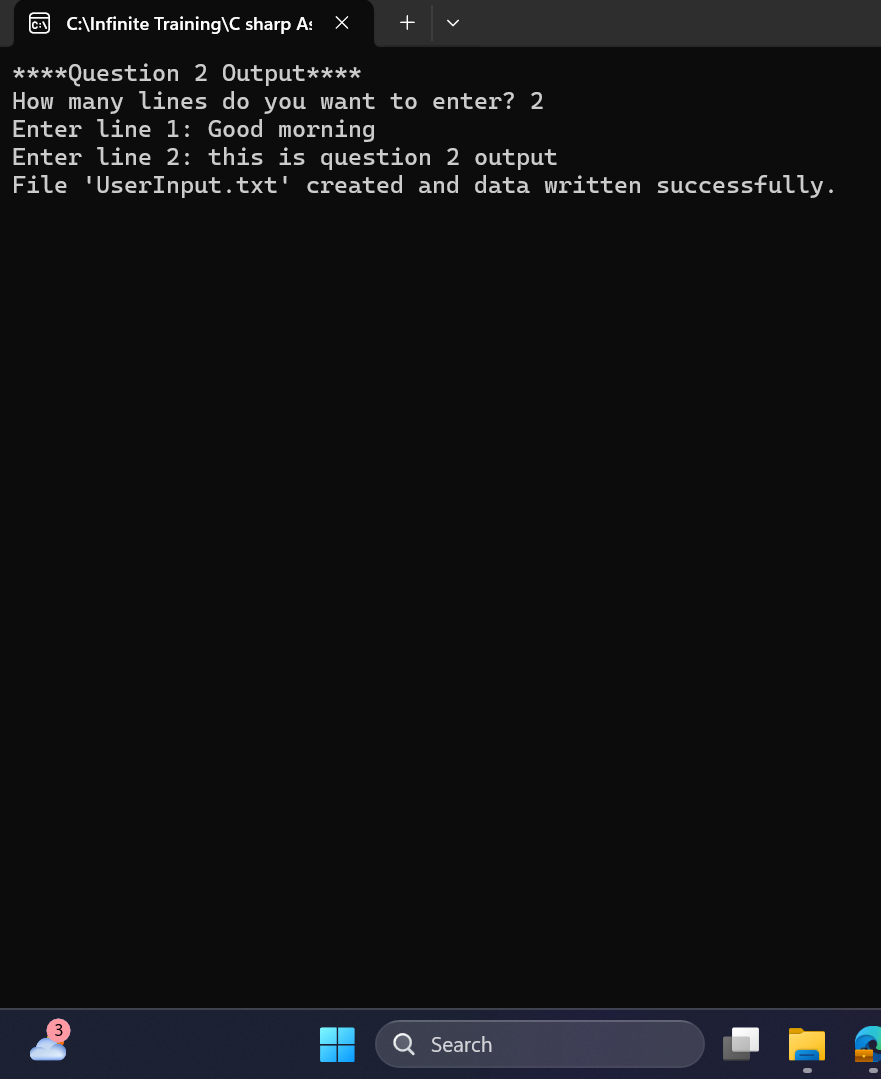 C:\Infinite Training\C sharp As
****Question 2 Output****
How many lines do you want to enter? 2
Enter line 1: Good morning
Enter line 2: this is question 2 output
File 'UserInput.txt' created and data written successfully.
3
Search